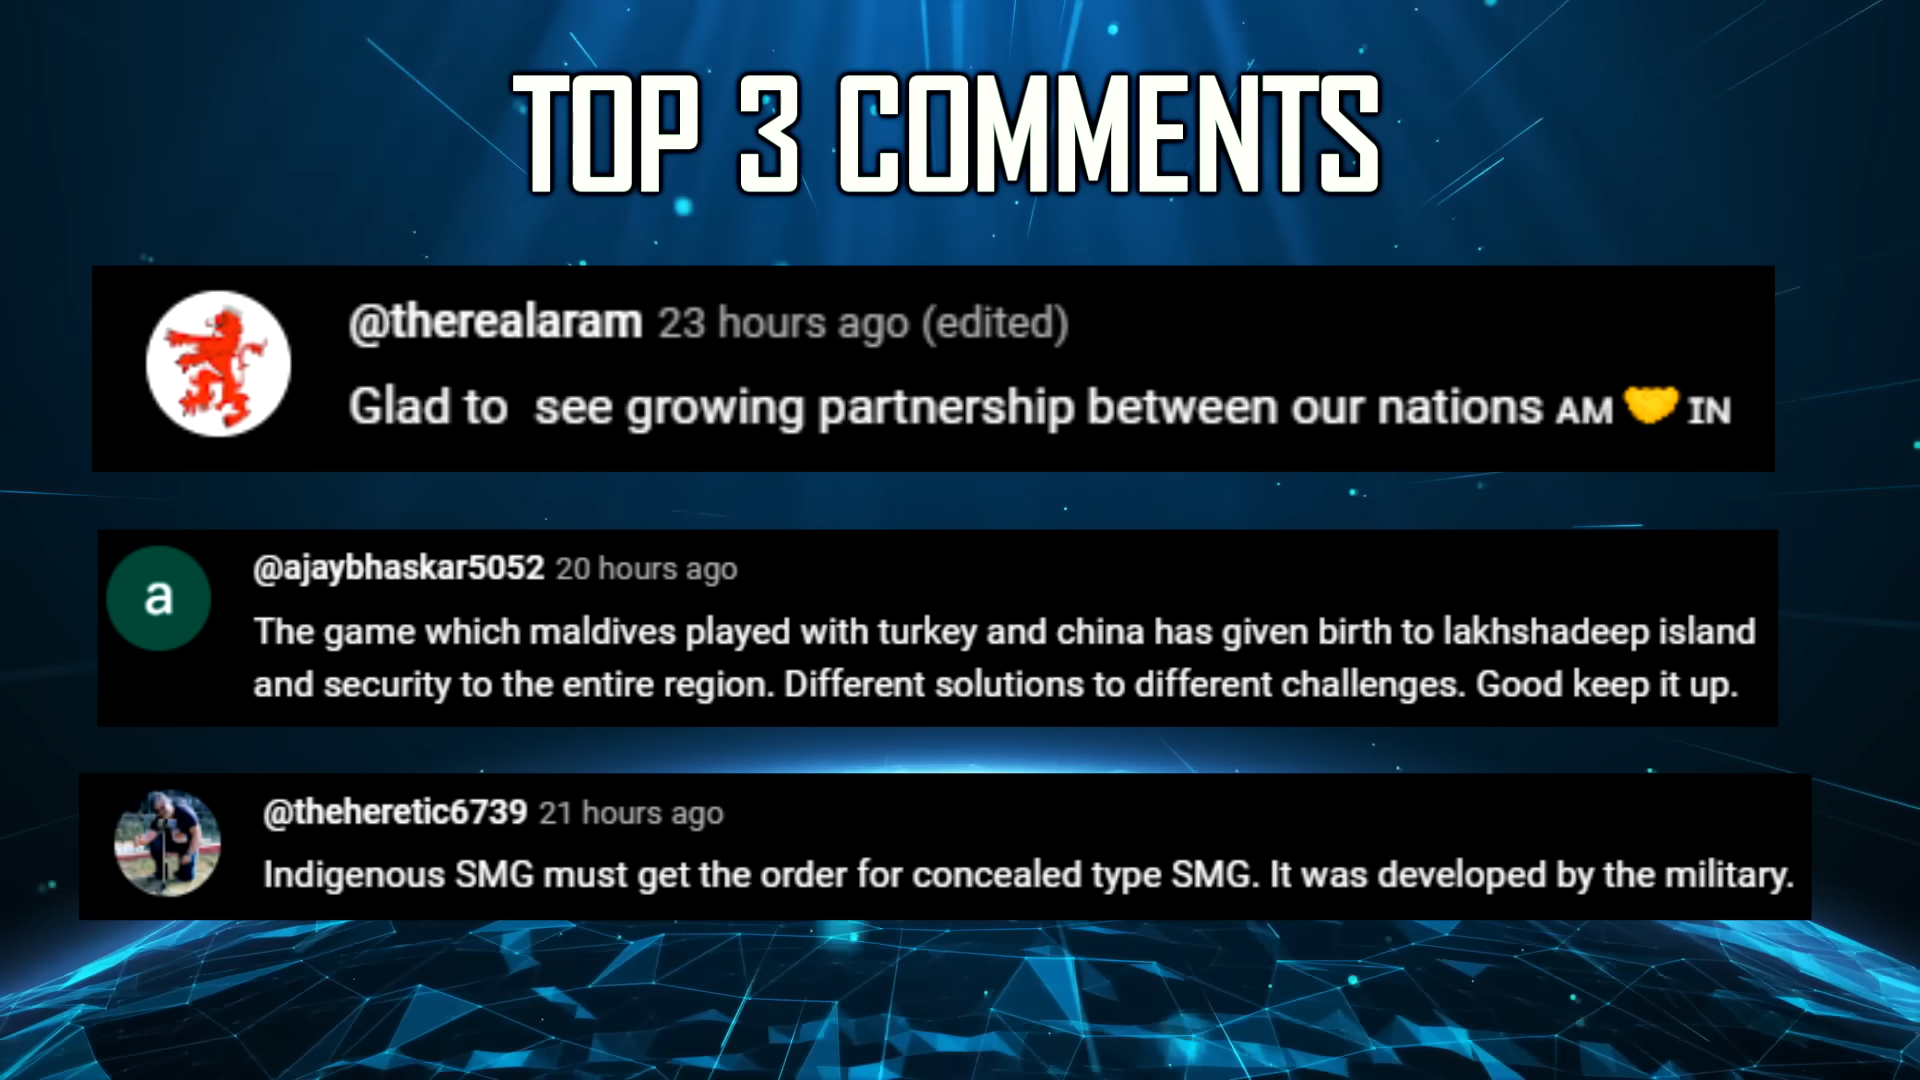 TOP 3 COMMENTS
@therealaram 23 hours ago (edited)
Glad to  see growing partnership between our nations AM 🤝 IN
a
@ajaybhaskar5052 20 hours ago
The game which maldives played with turkey and china has given birth to lakhshadeep island
and security to the entire region. Different solutions to different challenges. Good keep it up.
@theheretic6739 21 hours ago
Indigenous SMG must get the order for concealed type SMG. It was developed by the military.